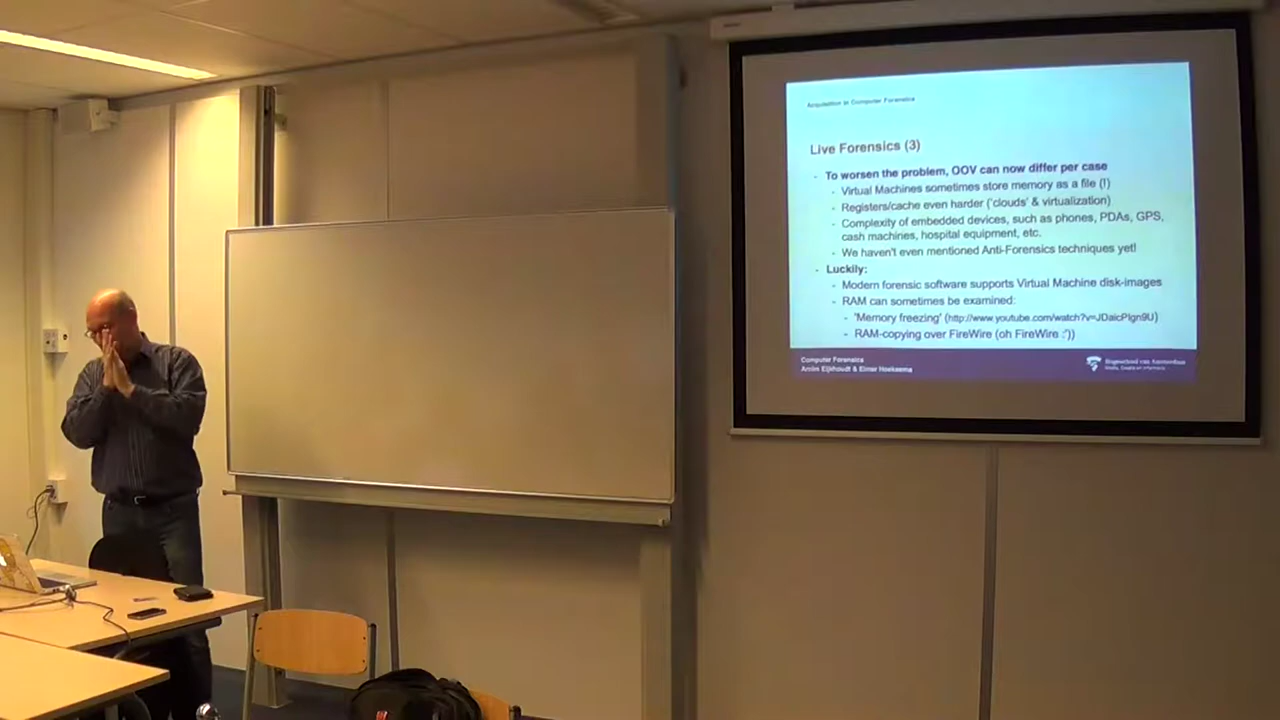 Acquisition in Computer Forensics
Live Forensics (3)
- To worsen the problem, OOV can now differ per case
- Virtual Machines sometimes store memory as a file (!)
- Registers/cache even harder ('clouds' & virtualization)
- Complexity of embedded devices, such as phones, PDAs, GPS,
cash machines, hospital equipment, etc.
- We haven't even mentioned Anti-Forensics techniques yet!
- Luckily:
- Modern forensic software supports Virtual Machine disk-images
- RAM can sometimes be examined:
- 'Memory freezing' (http://www.youtube.com/watch?v=JDaicPIgn9U)
- RAM-copying over FireWire (oh FireWire :'))
Computer Forensics
Arnim Eijkhoudt & Einar Hoeksema
Hogeschool van Amsterdam